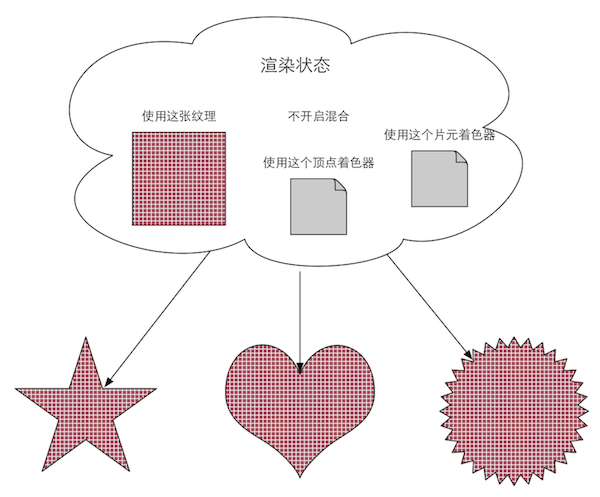 渲染状态
使用这张纹理
不开启混合
使用这个片元着色器
使用这个顶点着色器